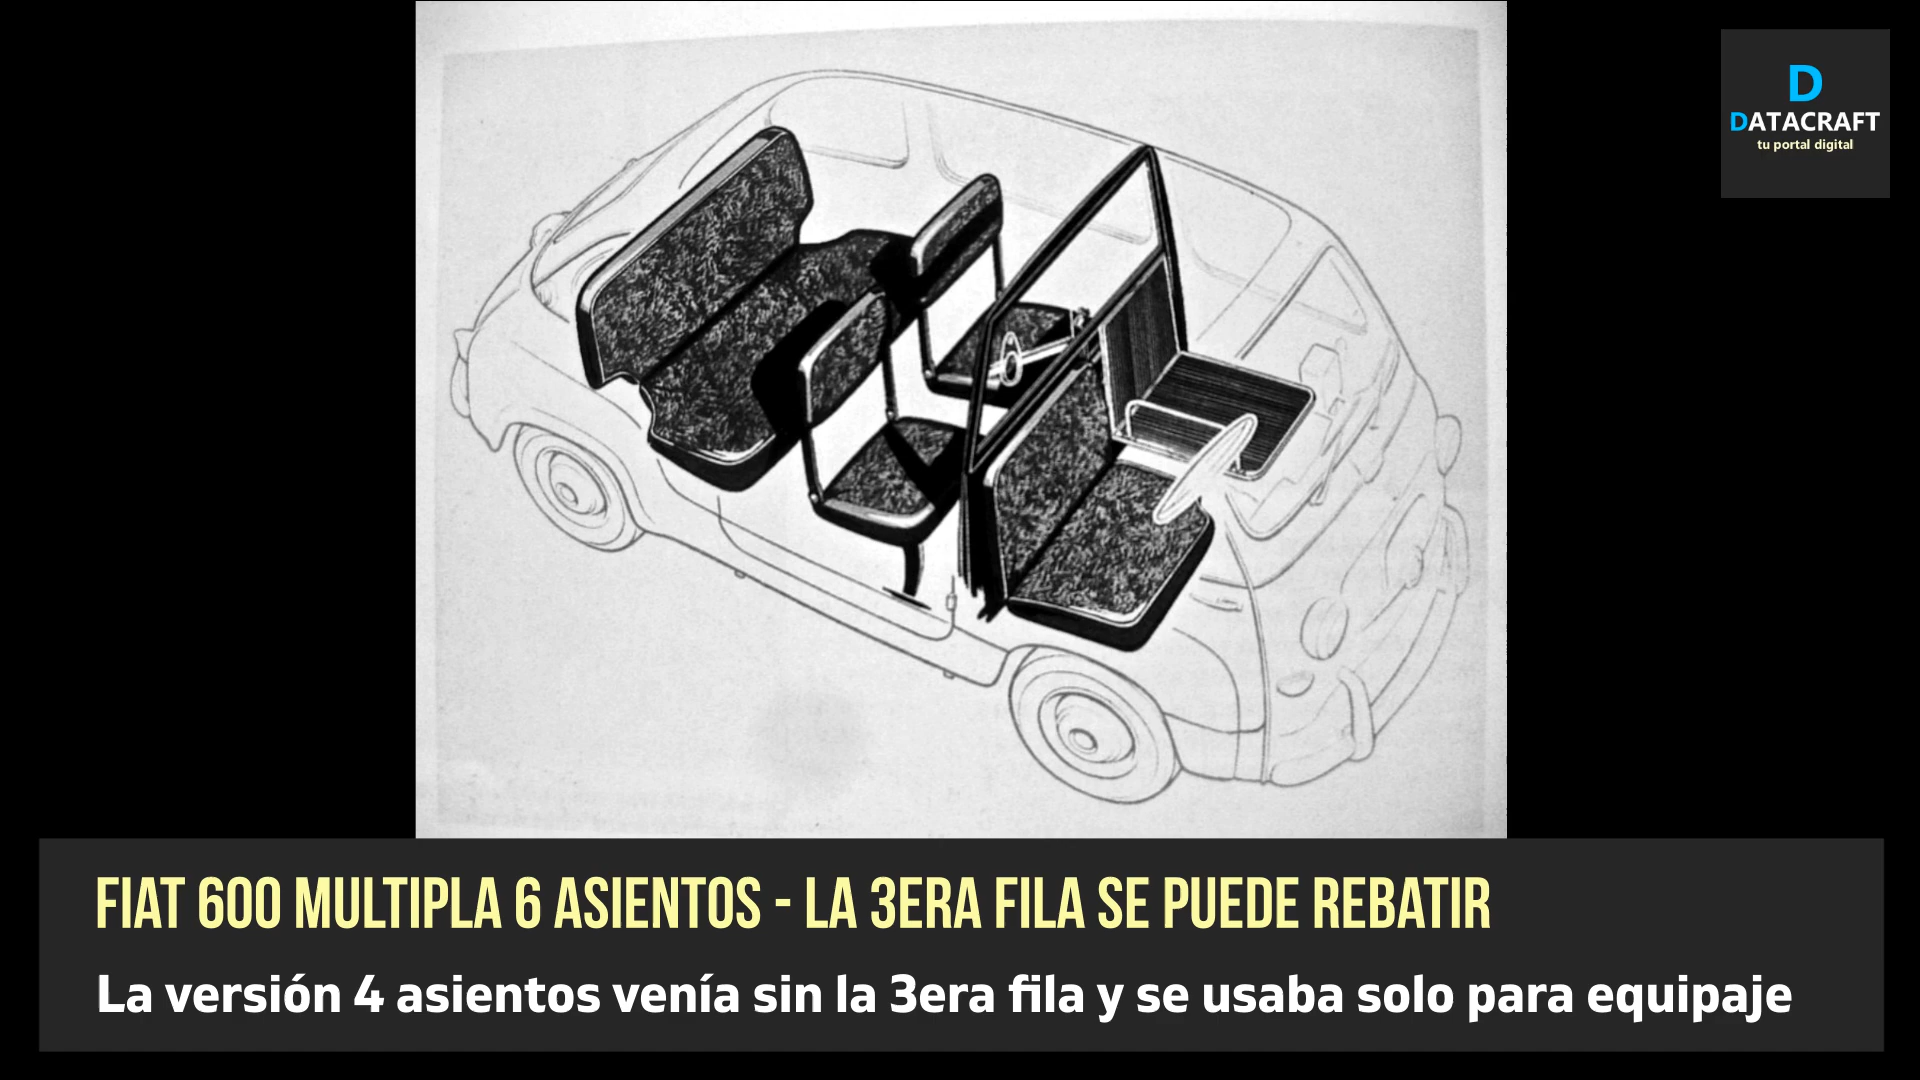 D
DATACRAFT
tu portal digital
FIAT 600 MULTIPLA 6 ASIENTOS - LA 3ERA FILA SE PUEDE REBATIR
La versión 4 asientos venía sin la 3era fila y se usaba solo para equipaje